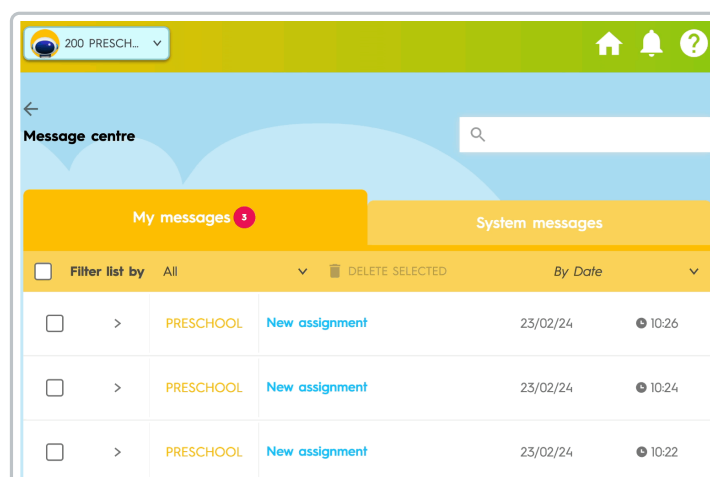 200 PRESCH...
?
Message centre
My messages 3
System messages
Filter list by All DELETE SELECTED By Date
PRESCHOOL New assignment 23/02/24 10:26
PRESCHOOL New assignment 23/02/24 10:24
PRESCHOOL New assignment 23/02/24 10:22